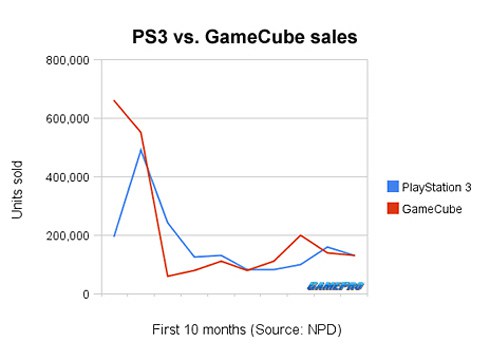 PS3 vs. GameCube sales
800,000
600,000
400,000
200,000
0
Units sold
PlayStation 3
GameCube
GAMEPRO
First 10 months (Source: NPD)